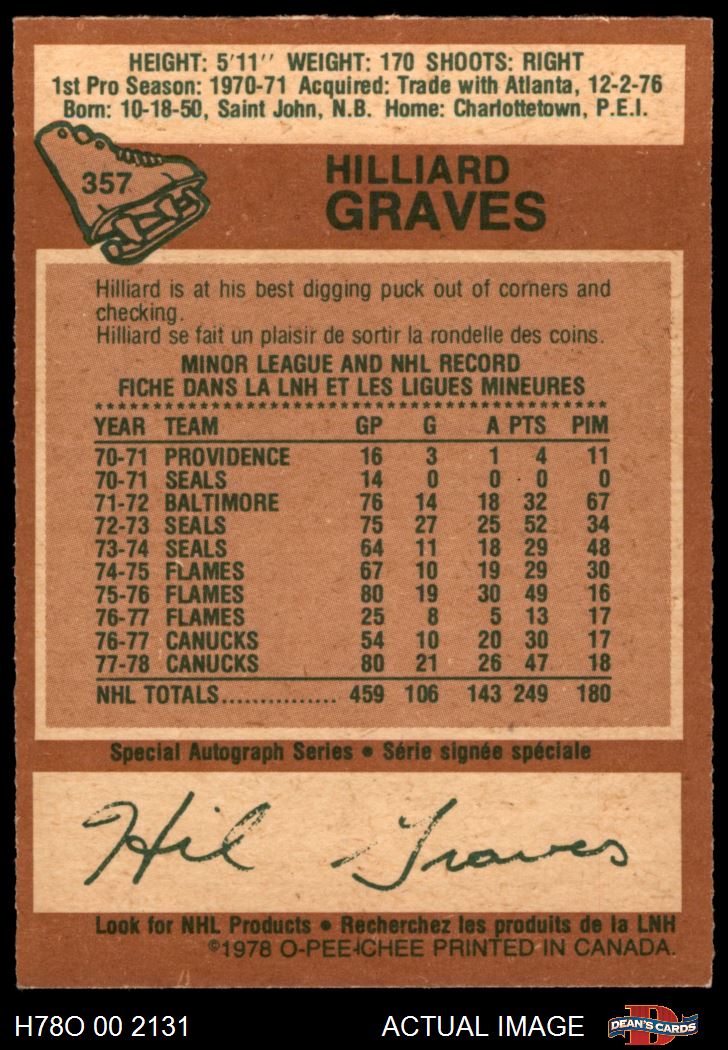 HEIGHT: 5'11'' WEIGHT: 170 SHOOTS: RIGHT
1st Pro Season: 1970-71 Acquired: Trade with Atlanta, 12-2-76
Born: 10-18-50, Saint John, N.B. Home: Charlottetown, P.E.I.
357
HILLIARD
GRAVES
Hilliard is at his best digging puck out of corners and
checking.
Hilliard se fait un plaisir de sortir la rondelle des coins.
MINOR LEAGUE AND NHL RECORD
FICHE DANS LA LNH ET LES LIGUES MINEURES
YEAR TEAM GP G A PTS PIM
70-71 PROVIDENCE 16 3 1 4 11
70-71 SEALS 14 0 0 0 0
71-72 BALTIMORE 76 14 18 32 67
72-73 SEALS 75 27 25 52 34
73-74 SEALS 64 11 18 29 48
74-75 FLAMES 67 10 19 29 30
75-76 FLAMES 80 19 30 49 16
76-77 FLAMES 25 8 5 13 17
76-77 CANUCKS 54 10 20 30 17
77-78 CANUCKS 80 21 26 47 18
NHL TOTALS............... 459 106 143 249 180
Special Autograph Series • Série signée spéciale
Hil Graves
Look for NHL Products • Recherchez les produits de la LNH
©1978 O-PEE-CHEE PRINTED IN CANADA.
H78O 00 2131 ACTUAL IMAGE DEAN'S CARDS